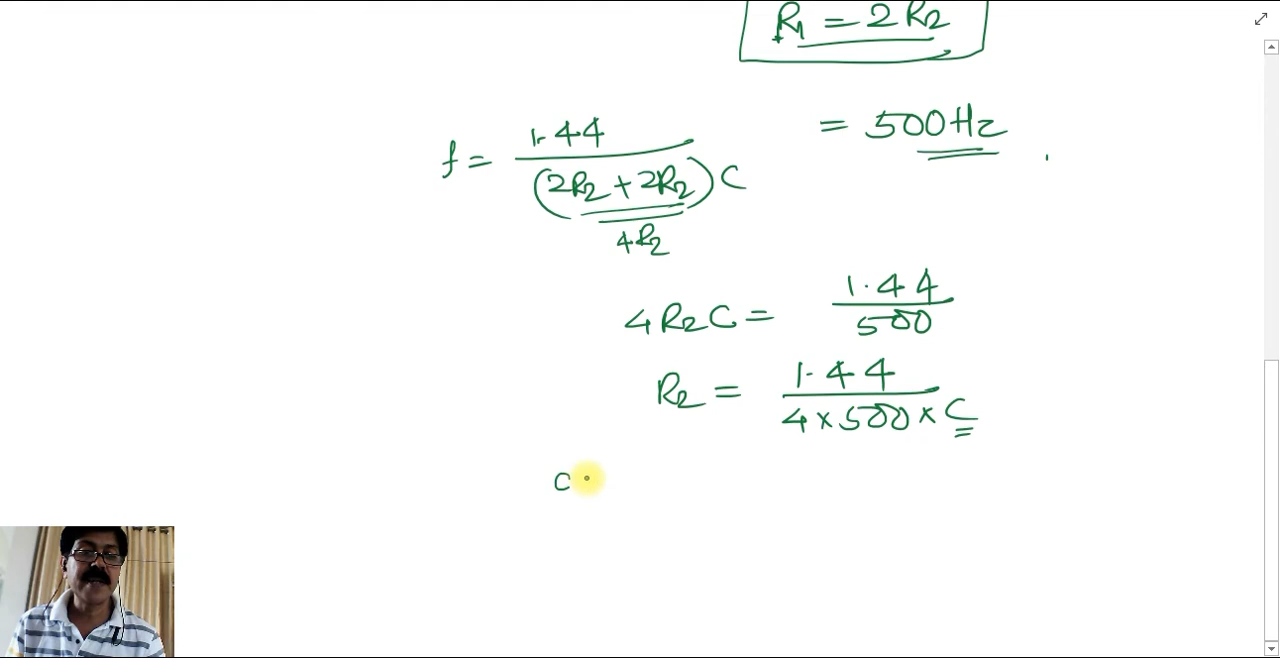 R1 = 2R2
= 500Hz
f = 1.44 / (2R2 + 2R2) C
4R2
4R2C = 1.44 / 500
R2 = 1.44 / 4 × 500 × C
C